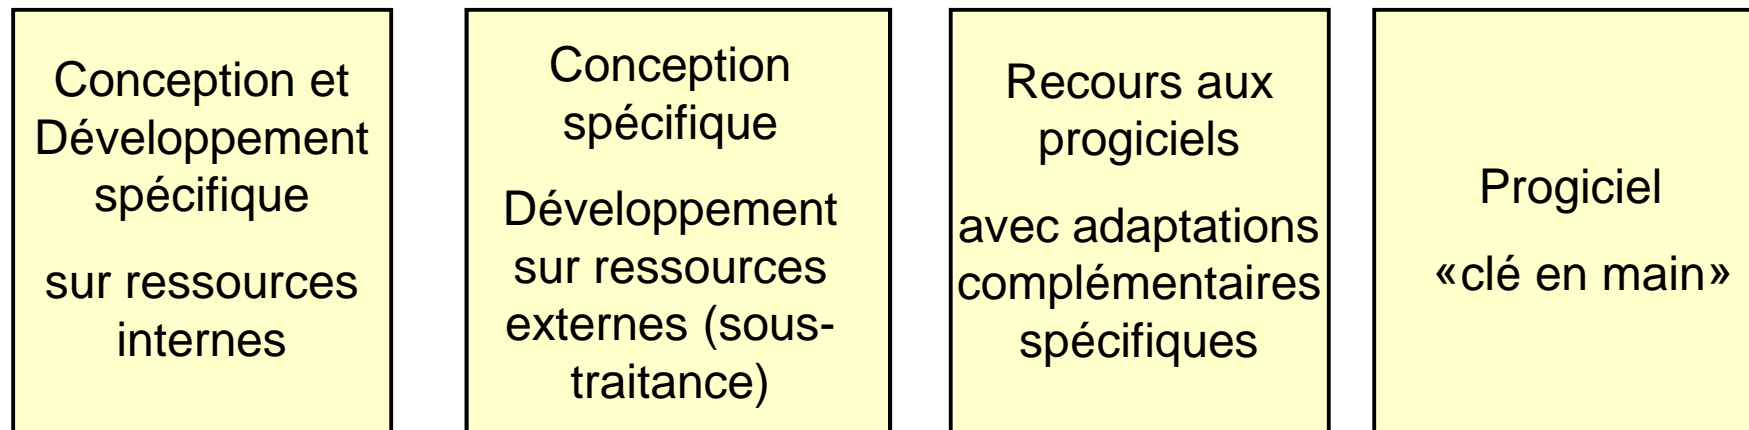 Conception et
Développement
spécifique
sur ressources
internes
Conception
spécifique
Développement
sur ressources
externes (sous-
traitance)
Recours aux
progiciels
avec adaptations
complémentaires
spécifiques
Progiciel
«clé en main»